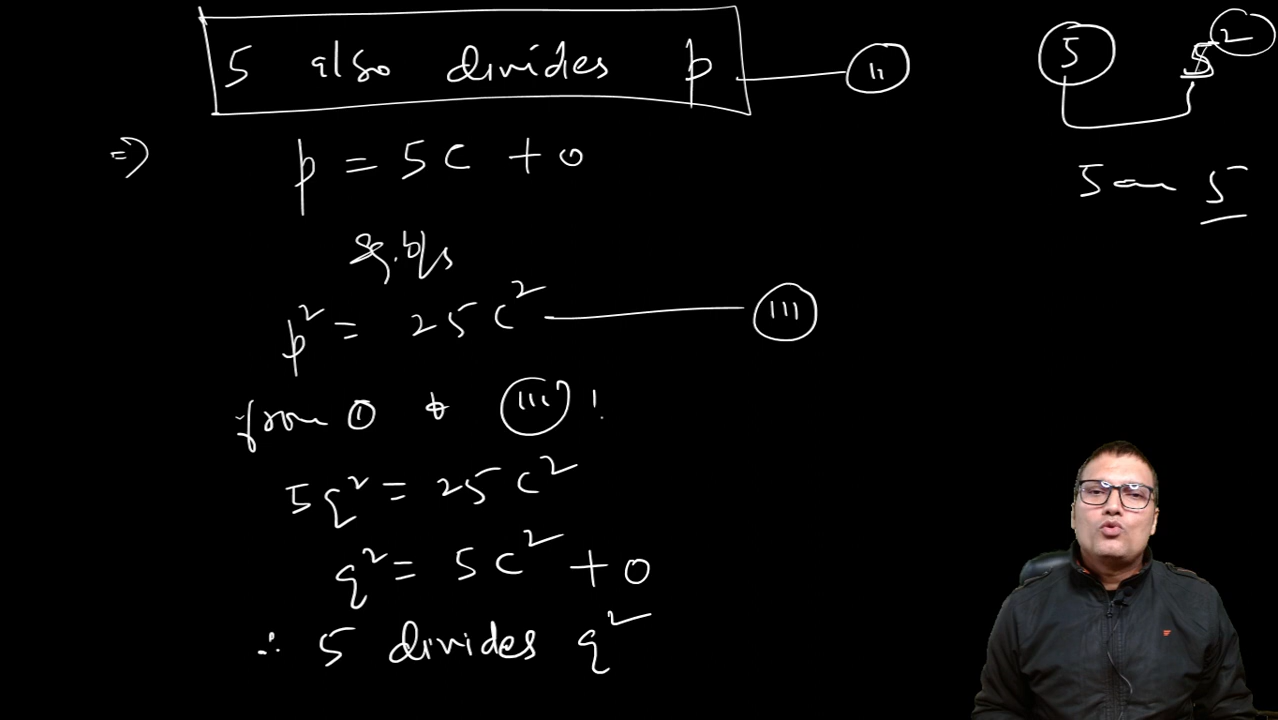 5 also divides p — (ii)
⇒ p = 5c + 0
Sq. b/s
p² = 25c² — (iii)
from (i) & (iii) :
5q² = 25c²
q² = 5c² + 0
∴ 5 divides q²
5 5²
5 5